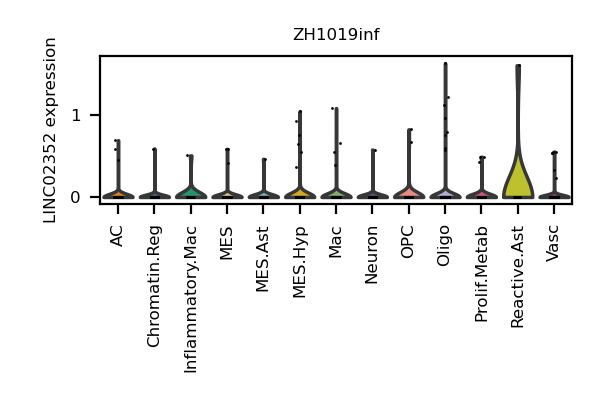 ZH1019inf
LINC02352 expression
1
0
AC
Chromatin.Reg
Inflammatory.Mac
MES
MES.Ast
MES.Hyp
Mac
Neuron
OPC
Oligo
Prolif.Metab
Reactive.Ast
Vasc